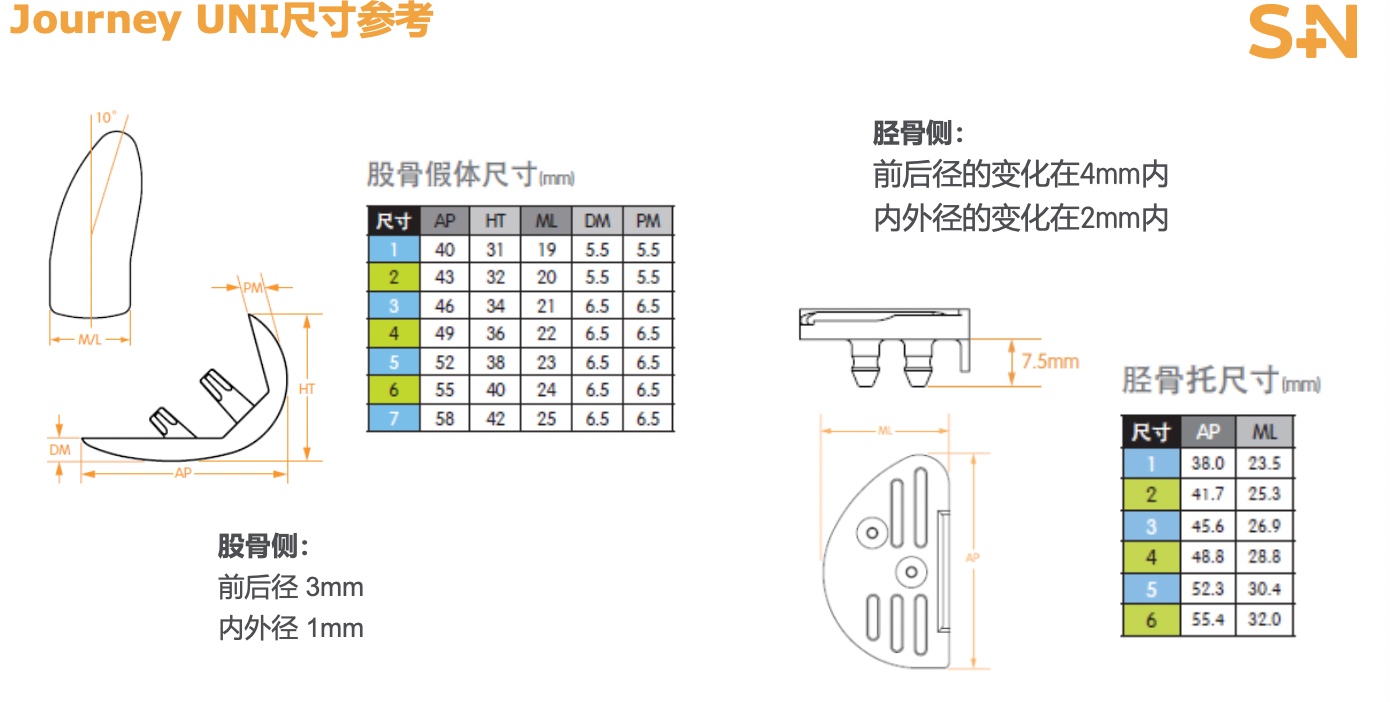 Journey UNI尺寸参考
S+N
10°
M/L
PM
HT
DM
AP
股骨假体尺寸(mm)
尺寸 AP HT ML DM PM
1 40 31 19 5.5 5.5
2 43 32 20 5.5 5.5
3 46 34 21 6.5 6.5
4 49 36 22 6.5 6.5
5 52 38 23 6.5 6.5
6 55 40 24 6.5 6.5
7 58 42 25 6.5 6.5
股骨侧：
前后径 3mm
内外径 1mm
胫骨侧：
前后径的变化在4mm内
内外径的变化在2mm内
7.5mm
ML
AP
胫骨托尺寸(mm)
尺寸 AP ML
1 38.0 23.5
2 41.7 25.3
3 45.6 26.9
4 48.8 28.8
5 52.3 30.4
6 55.4 32.0